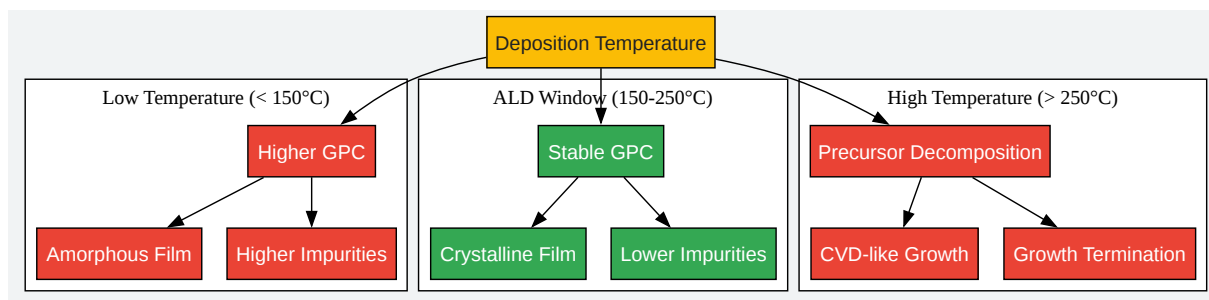 Deposition Temperature
Low Temperature (< 150°C)
ALD Window (150-250°C)
High Temperature (> 250°C)
Higher GPC
Stable GPC
Precursor Decomposition
Amorphous Film
Higher Impurities
Crystalline Film
Lower Impurities
CVD-like Growth
Growth Termination